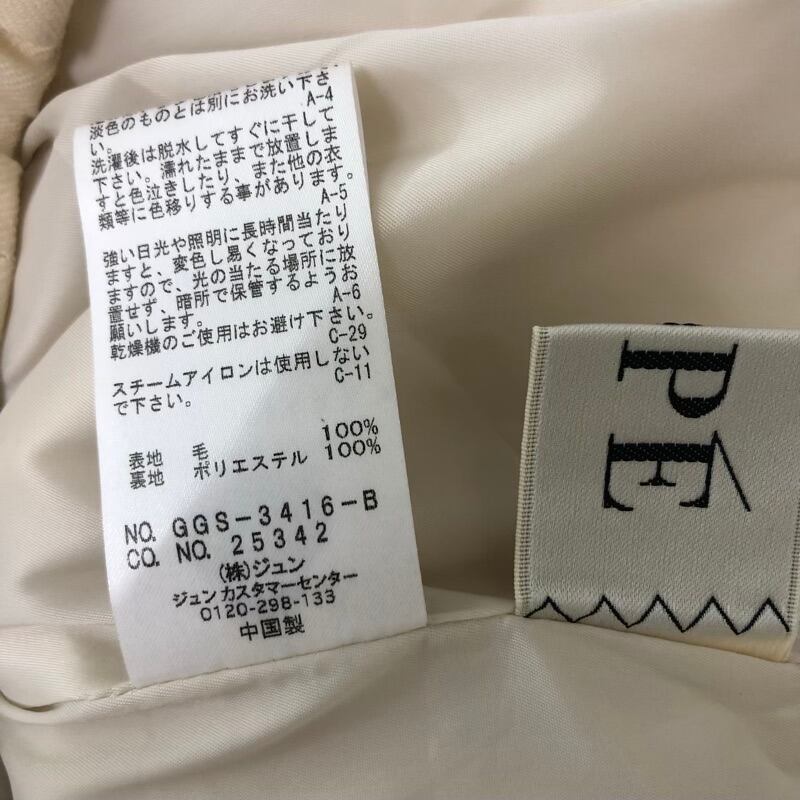 淡色のものとは別にお洗い下さ
い。
A-4
洗濯後は脱水してすぐに干して
下さい。濡れたままで放置しま
すと色泣きしたり、また他の衣
類等に色移りする事があります。
A-5
強い日光や照明に長時間当たり
ますと、変色し易くなっており
ますので、光の当たる場所に放
置せず、暗所で保管するようお
願いします。
A-6
乾燥機のご使用はお避け下さい。
C-29
スチームアイロンは使用しない
で下さい。
C-11
表地 毛 100%
裏地 ポリエステル 100%
NO. GGS-3416-B
CO. NO. 25342
(株)ジュン
ジュン カスタマーセンター
0120-298-133
中国製
PÉ